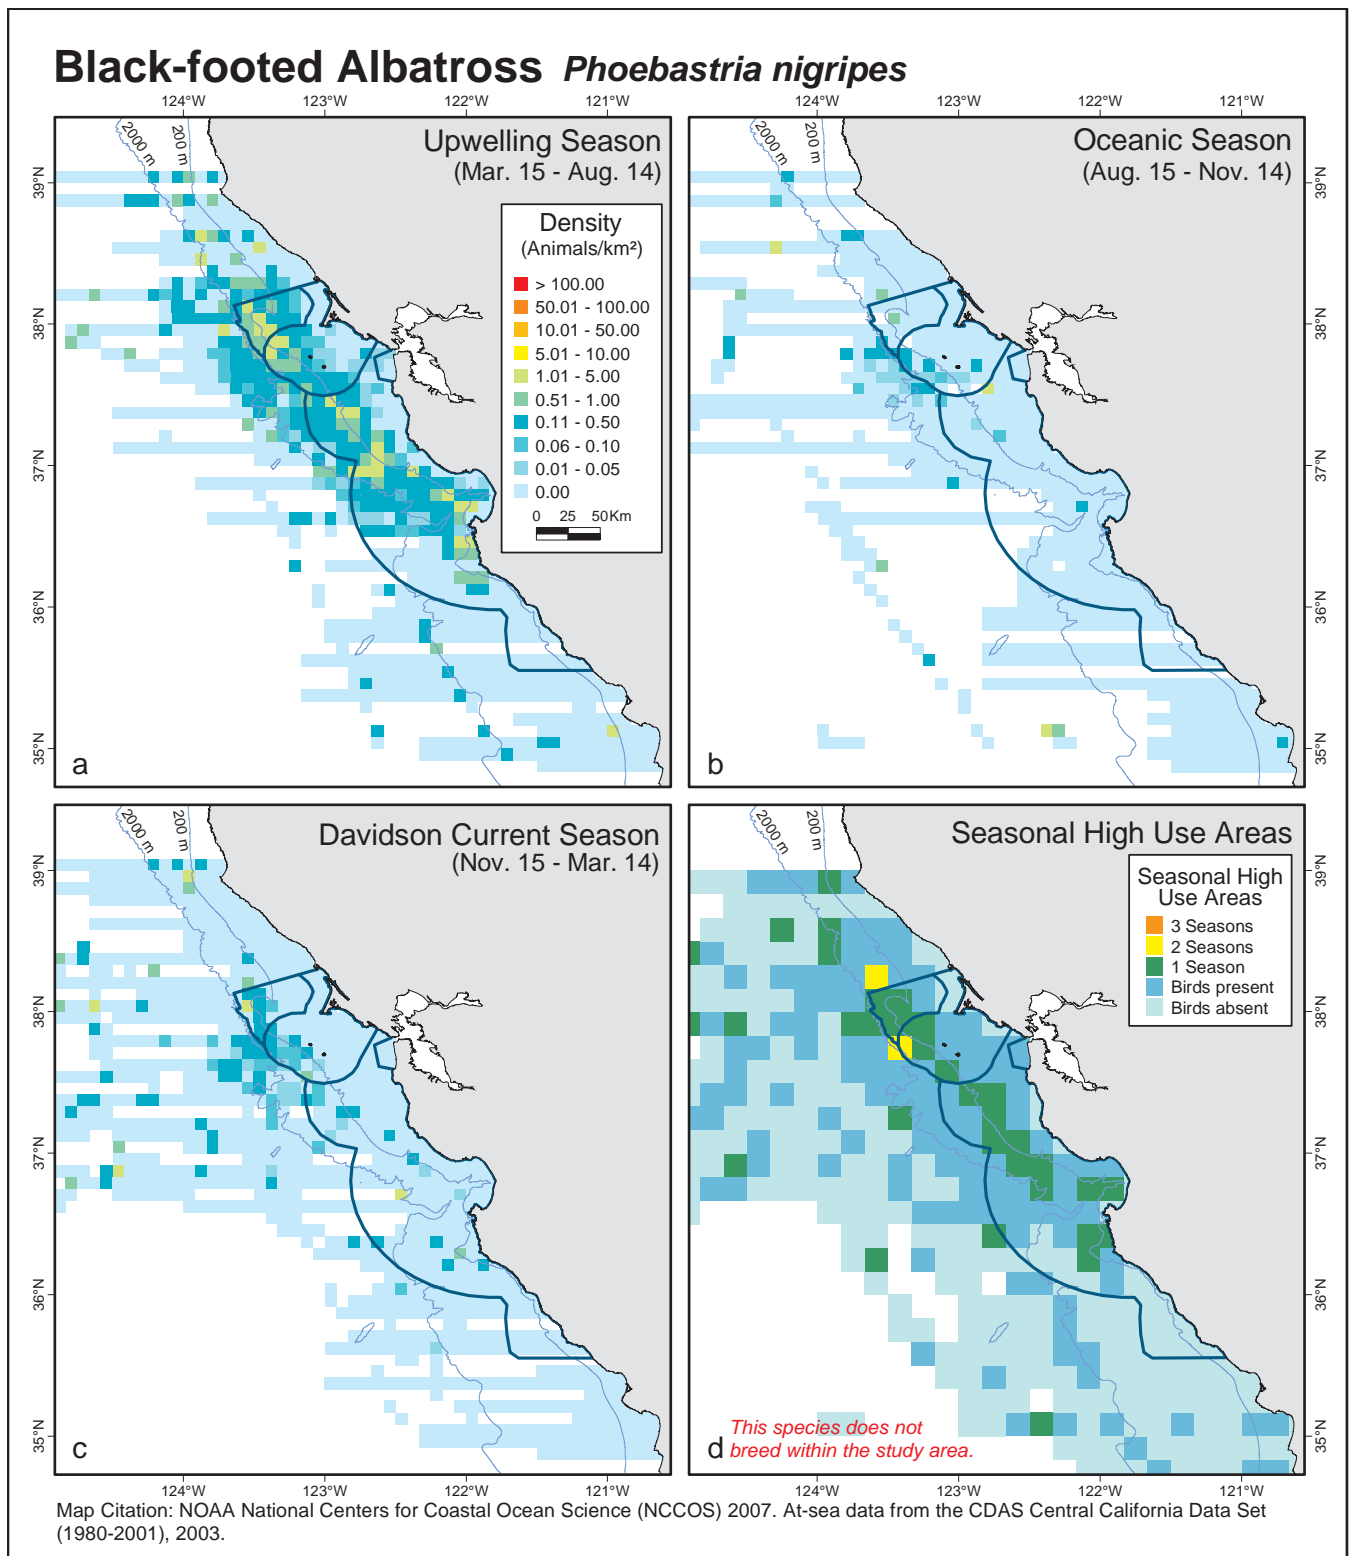 Black-footed Albatross Phoebastria nigripes
124°W 123°W 122°W 121°W
124°W 123°W 122°W 121°W
2000 m
200 m
Upwelling Season
(Mar. 15 - Aug. 14)
Density
(Animals/km²)
> 100.00
50.01 - 100.00
10.01 - 50.00
5.01 - 10.00
1.01 - 5.00
0.51 - 1.00
0.11 - 0.50
0.06 - 0.10
0.01 - 0.05
0.00
0 25 50Km
39°N
38°N
37°N
36°N
35°N
a
2000 m
200 m
Oceanic Season
(Aug. 15 - Nov. 14)
39°N
38°N
37°N
36°N
35°N
b
2000 m
200 m
Davidson Current Season
(Nov. 15 - Mar. 14)
39°N
38°N
37°N
36°N
35°N
c
2000 m
200 m
Seasonal High Use Areas
Seasonal High
Use Areas
3 Seasons
2 Seasons
1 Season
Birds present
Birds absent
39°N
38°N
37°N
36°N
35°N
d
This species does not
breed within the study area.
124°W 123°W 122°W 121°W
124°W 123°W 122°W 121°W
Map Citation: NOAA National Centers for Coastal Ocean Science (NCCOS) 2007. At-sea data from the CDAS Central California Data Set
(1980-2001), 2003.